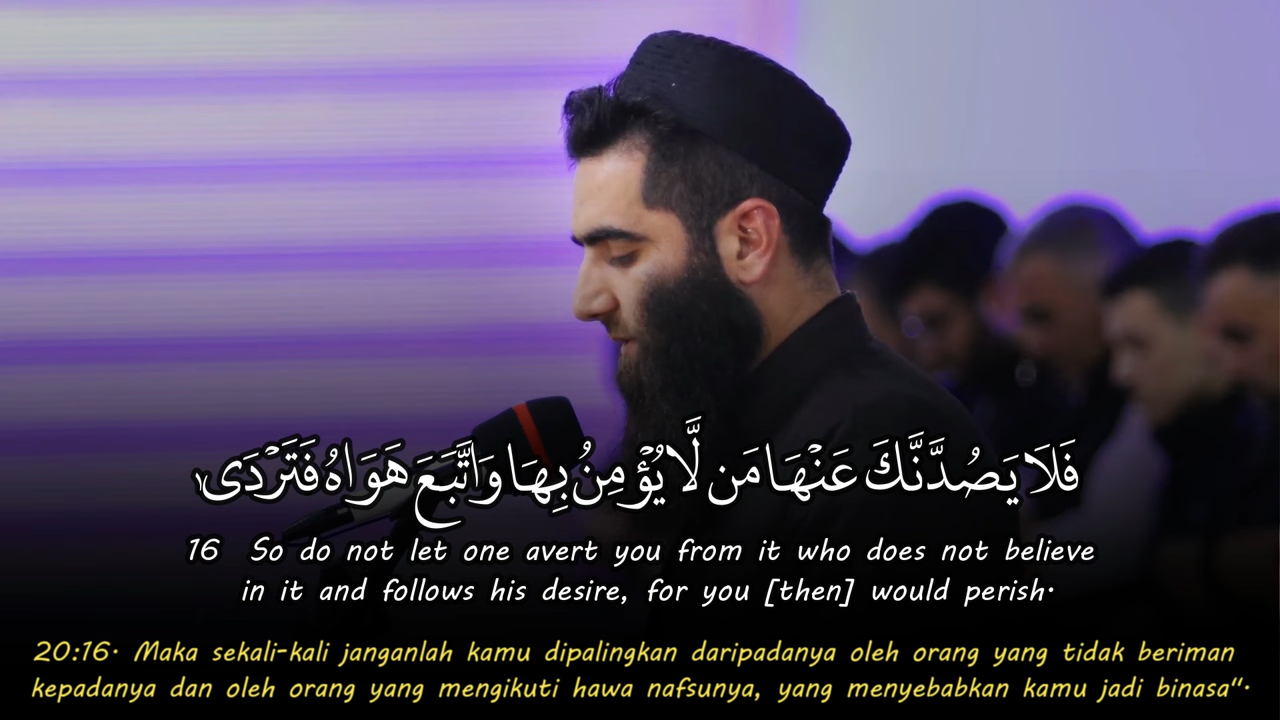 فَلَا يَصُدَّنَّكَ عَنْهَا مَن لَّا يُؤْمِنُ بِهَا وَاتَّبَعَ هَوَاهُ فَتَرْدَىٰ
16 So do not let one avert you from it who does not believe
in it and follows his desire, for you [then] would perish.
20:16. Maka sekali-kali janganlah kamu dipalingkan daripadanya oleh orang yang tidak beriman
kepadanya dan oleh orang yang mengikuti hawa nafsunya, yang menyebabkan kamu jadi binasa".